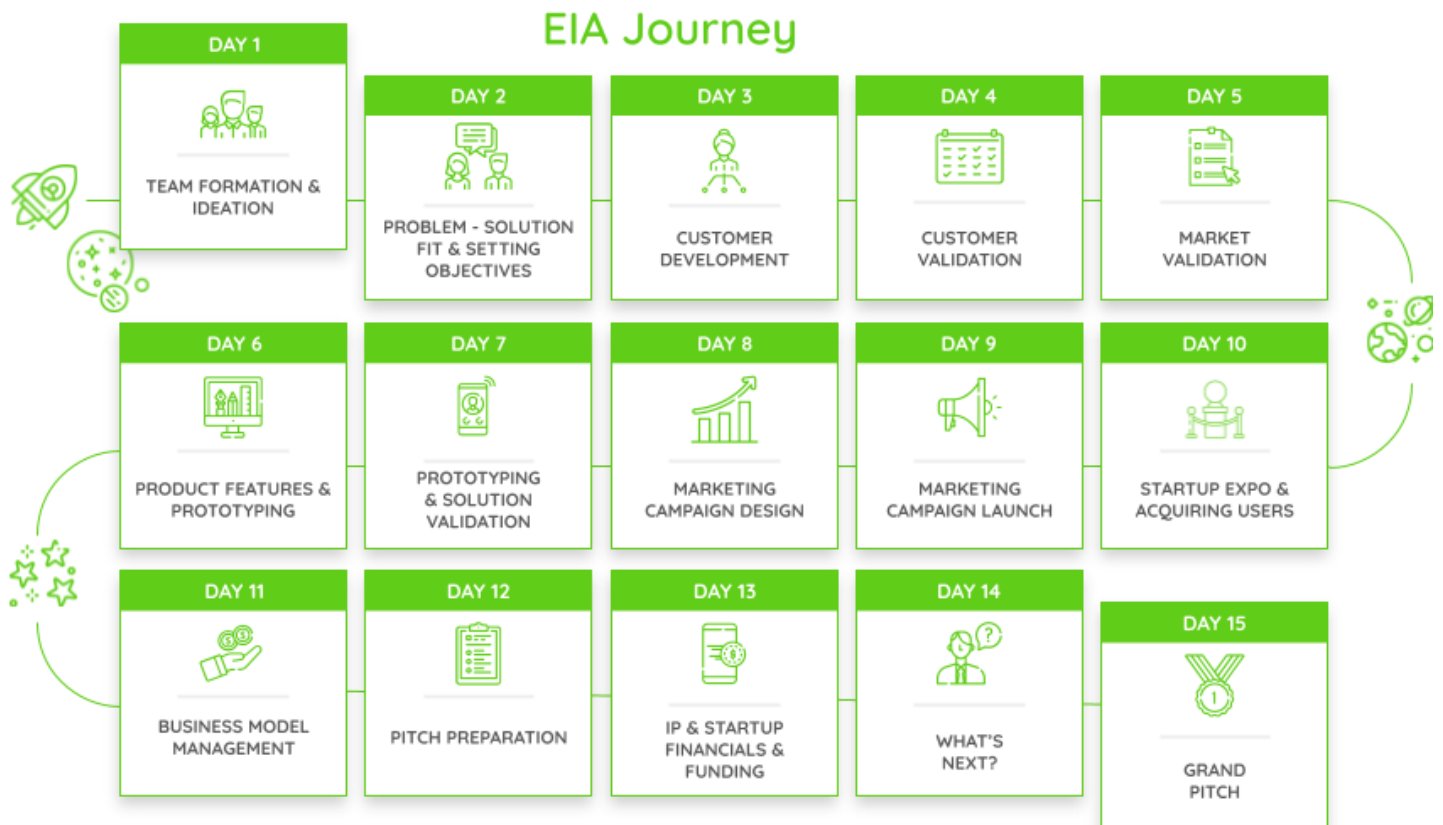 EIA Journey
DAY 1
TEAM FORMATION &
IDEATION
DAY 2
PROBLEM - SOLUTION
FIT & SETTING
OBJECTIVES
DAY 3
CUSTOMER
DEVELOPMENT
DAY 4
CUSTOMER
VALIDATION
DAY 5
MARKET
VALIDATION
DAY 6
PRODUCT FEATURES &
PROTOTYPING
DAY 7
PROTOTYPING
& SOLUTION
VALIDATION
DAY 8
MARKETING
CAMPAIGN DESIGN
DAY 9
MARKETING
CAMPAIGN LAUNCH
DAY 10
STARTUP EXPO &
ACQUIRING USERS
DAY 11
BUSINESS MODEL
MANAGEMENT
DAY 12
PITCH PREPARATION
DAY 13
IP & STARTUP
FINANCIALS &
FUNDING
DAY 14
?
WHAT'S
NEXT?
DAY 15
1
GRAND
PITCH